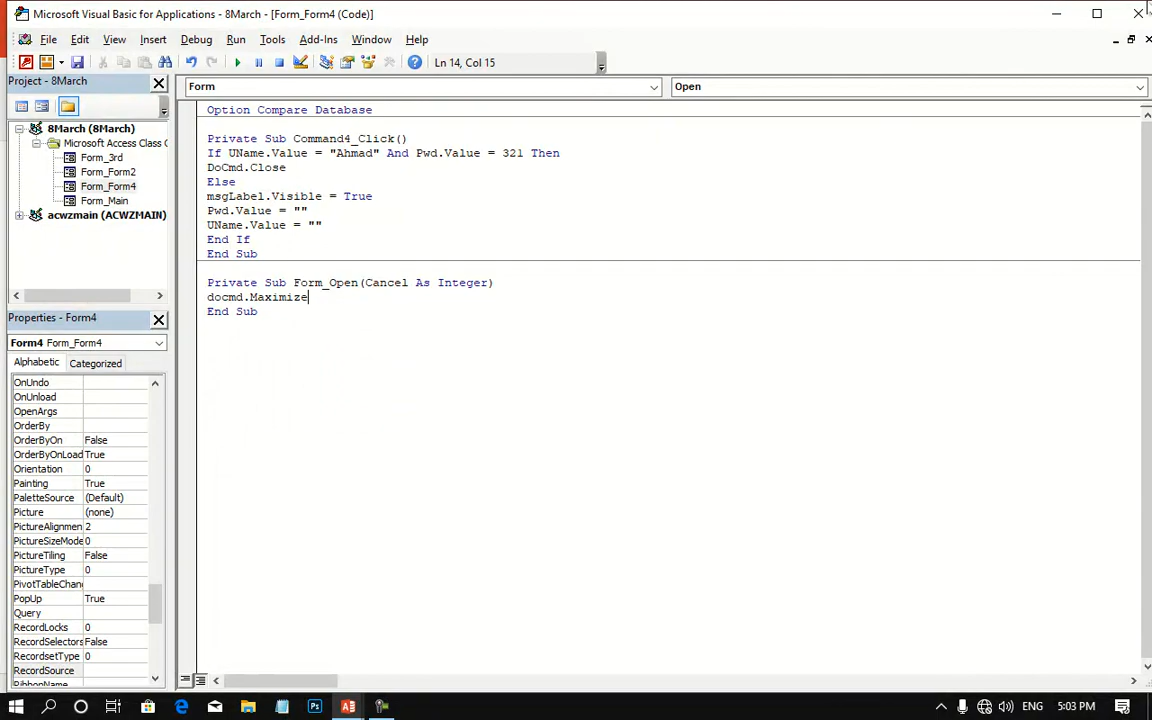 Microsoft Visual Basic for Applications - 8March - [Form_Form4 (Code)]
File Edit View Insert Format Debug Run Tools Add-Ins Window Help
Ln 14, Col 15
Project - 8March
Form
Open
8March (8March)
Microsoft Access Class O
Form_3rd
Form_Form2
Form_Form4
Form_Main
acwzmain (ACWZMAIN)
Option Compare Database
Private Sub Command4_Click()
If UName.Value = "Ahmad" And Pwd.Value = 321 Then
DoCmd.Close
Else
msgLabel.Visible = True
Pwd.Value = ""
UName.Value = ""
End If
End Sub
Private Sub Form_Open(Cancel As Integer)
docmd.Maximize
End Sub
Properties - Form4
Form4 Form_Form4
Alphabetic Categorized
OnUndo
OnUnload
OpenArgs
OrderBy
OrderByOn False
OrderByOnLoad True
Orientation 0
Painting True
PaletteSource (Default)
Picture (none)
PictureAlignmen 2
PictureSizeMode 0
PictureTiling False
PictureType 0
PivotTableChan
PopUp True
Query
RecordLocks 0
RecordSelectors False
RecordsetType 0
RecordSource
ENG
5:03 PM